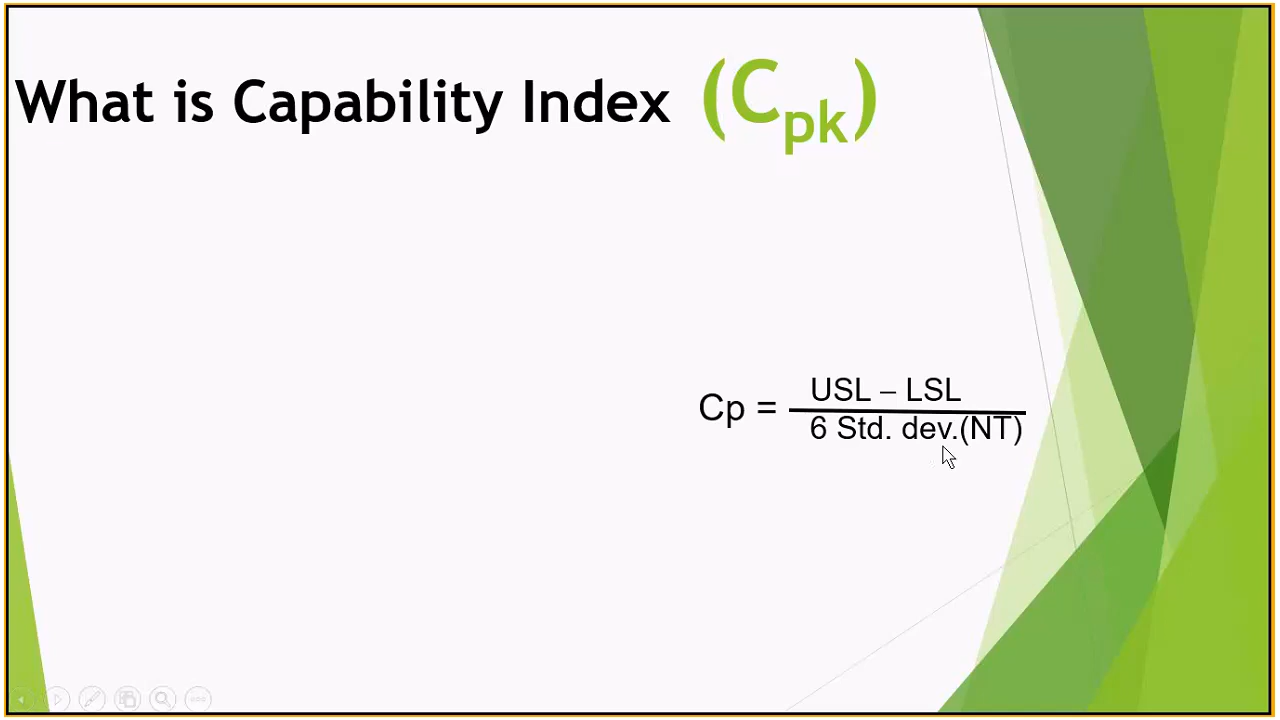 What is Capability Index (Cpk)
Cp = USL – LSL
6 Std. dev.(NT)